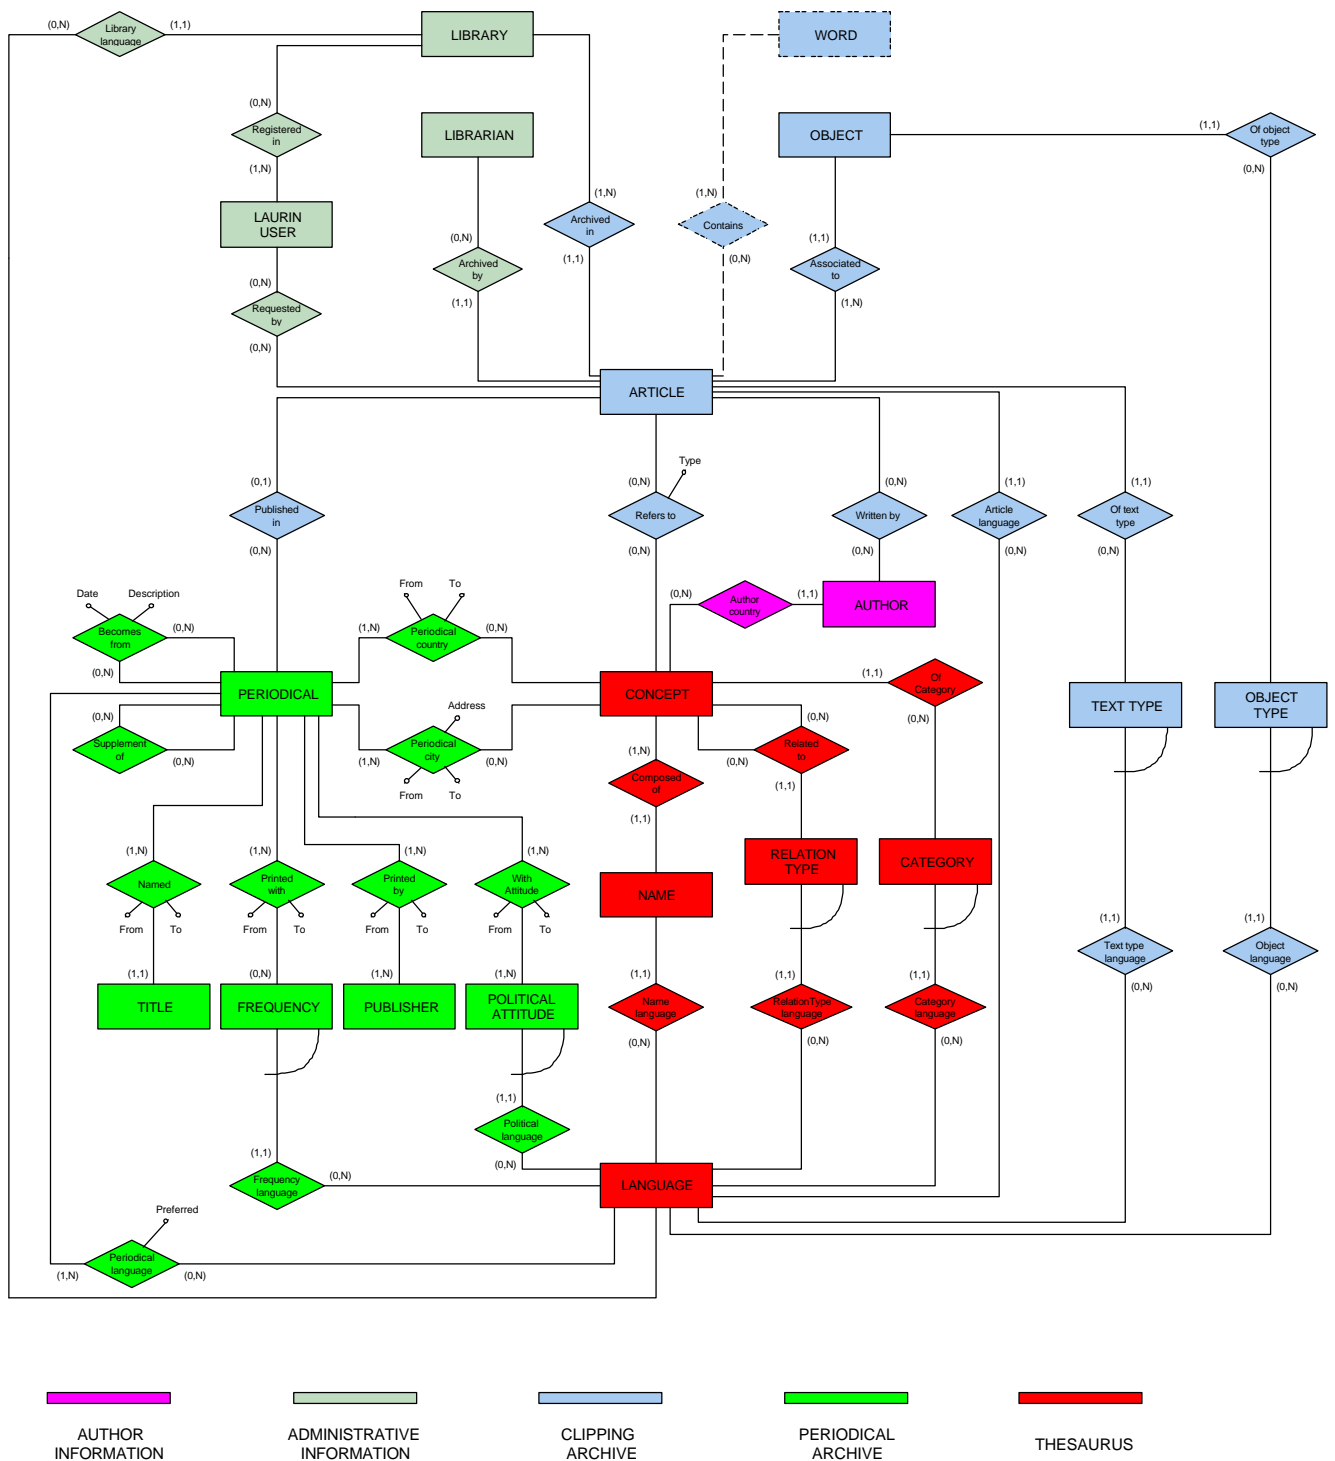 (0,N)
Library
language
(1,1)
LIBRARY
WORD
(0,N)
Registered
in
(1,N)
LIBRARIAN
OBJECT
(1,1)
Of object
type
(0,N)
LAURIN
USER
(1,N)
Archived
in
(1,1)
(1,N)
Contains
(0,N)
(0,N)
Archived
by
(1,1)
(1,1)
Associated
to
(1,N)
(0,N)
Requested
by
(0,N)
ARTICLE
(0,1)
Published
in
(0,N)
Type
(0,N)
Refers to
(0,N)
(0,N)
Written by
(0,N)
(1,1)
Article
language
(0,N)
(1,1)
Of text
type
(0,N)
Date
Description
Becomes
from
(0,N)
(0,N)
From
To
(1,N)
Periodical
country
(0,N)
(0,N)
Author
country
(1,1)
AUTHOR
PERIODICAL
CONCEPT
(1,1)
Of
Category
(0,N)
TEXT TYPE
OBJECT
TYPE
(0,N)
Supplement
of
(0,N)
Address
(1,N)
Periodical
city
(0,N)
From
To
(1,N)
Composed
of
(1,1)
(0,N)
Related
to
(0,N)
(1,1)
(1,N)
Named
From
To
(1,1)
(1,N)
Printed
with
From
To
(0,N)
(1,N)
Printed
by
From
To
(1,N)
(1,N)
With
Attitude
From
To
(1,N)
NAME
RELATION
TYPE
CATEGORY
(1,1)
Text type
language
(0,N)
(1,1)
Object
language
(0,N)
TITLE
FREQUENCY
PUBLISHER
POLITICAL
ATTITUDE
(1,1)
Name
language
(0,N)
(1,1)
RelationType
language
(0,N)
(1,1)
Category
language
(0,N)
(1,1)
Political
language
(0,N)
(1,1)
Frequency
language
(0,N)
LANGUAGE
Preferred
(1,N)
Periodical
language
(0,N)
AUTHOR
INFORMATION
ADMINISTRATIVE
INFORMATION
CLIPPING
ARCHIVE
PERIODICAL
ARCHIVE
THESAURUS